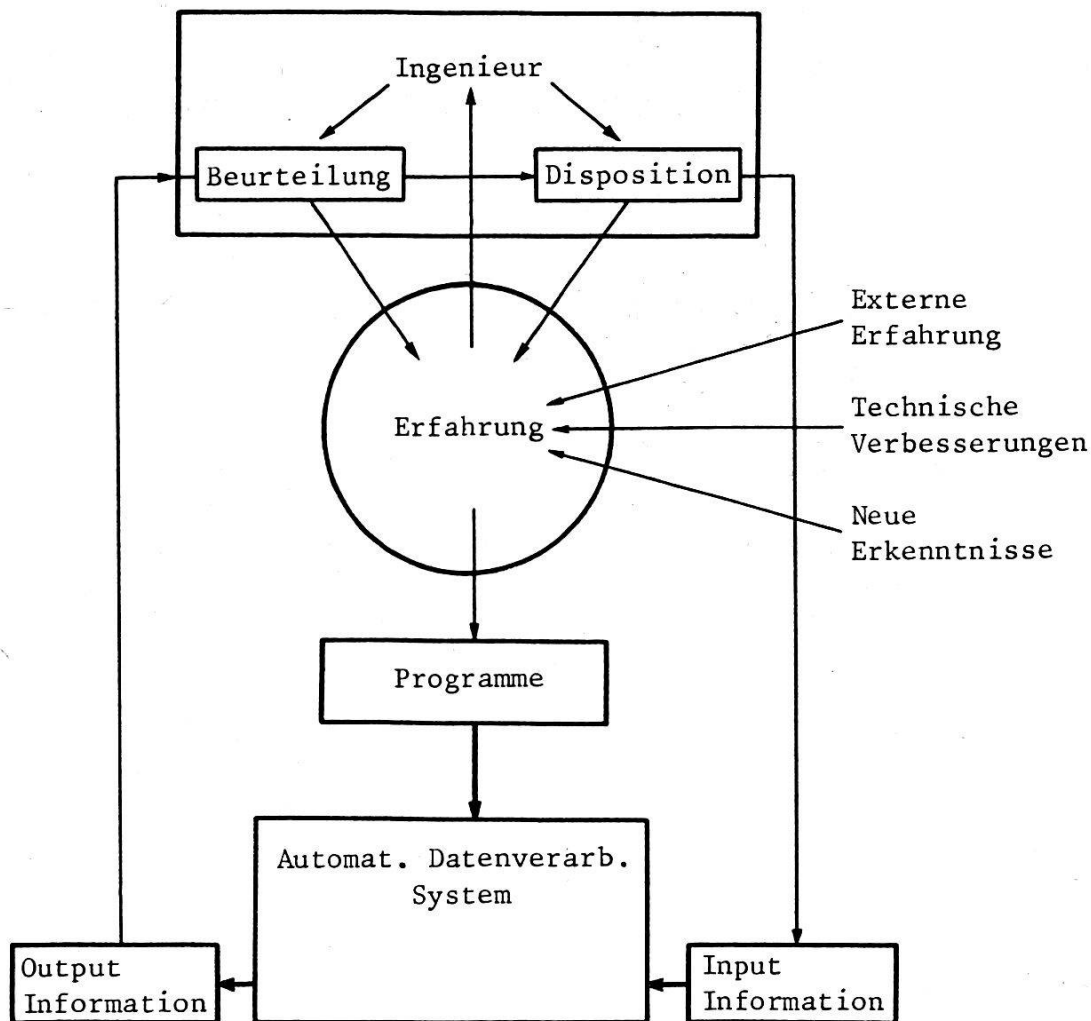 Ingenieur
Beurteilung
Disposition
Externe
Erfahrung
Erfahrung
Technische
Verbesserungen
Neue
Erkenntnisse
Programme
Automat. Datenverarb.
System
Output
Information
Input
Information